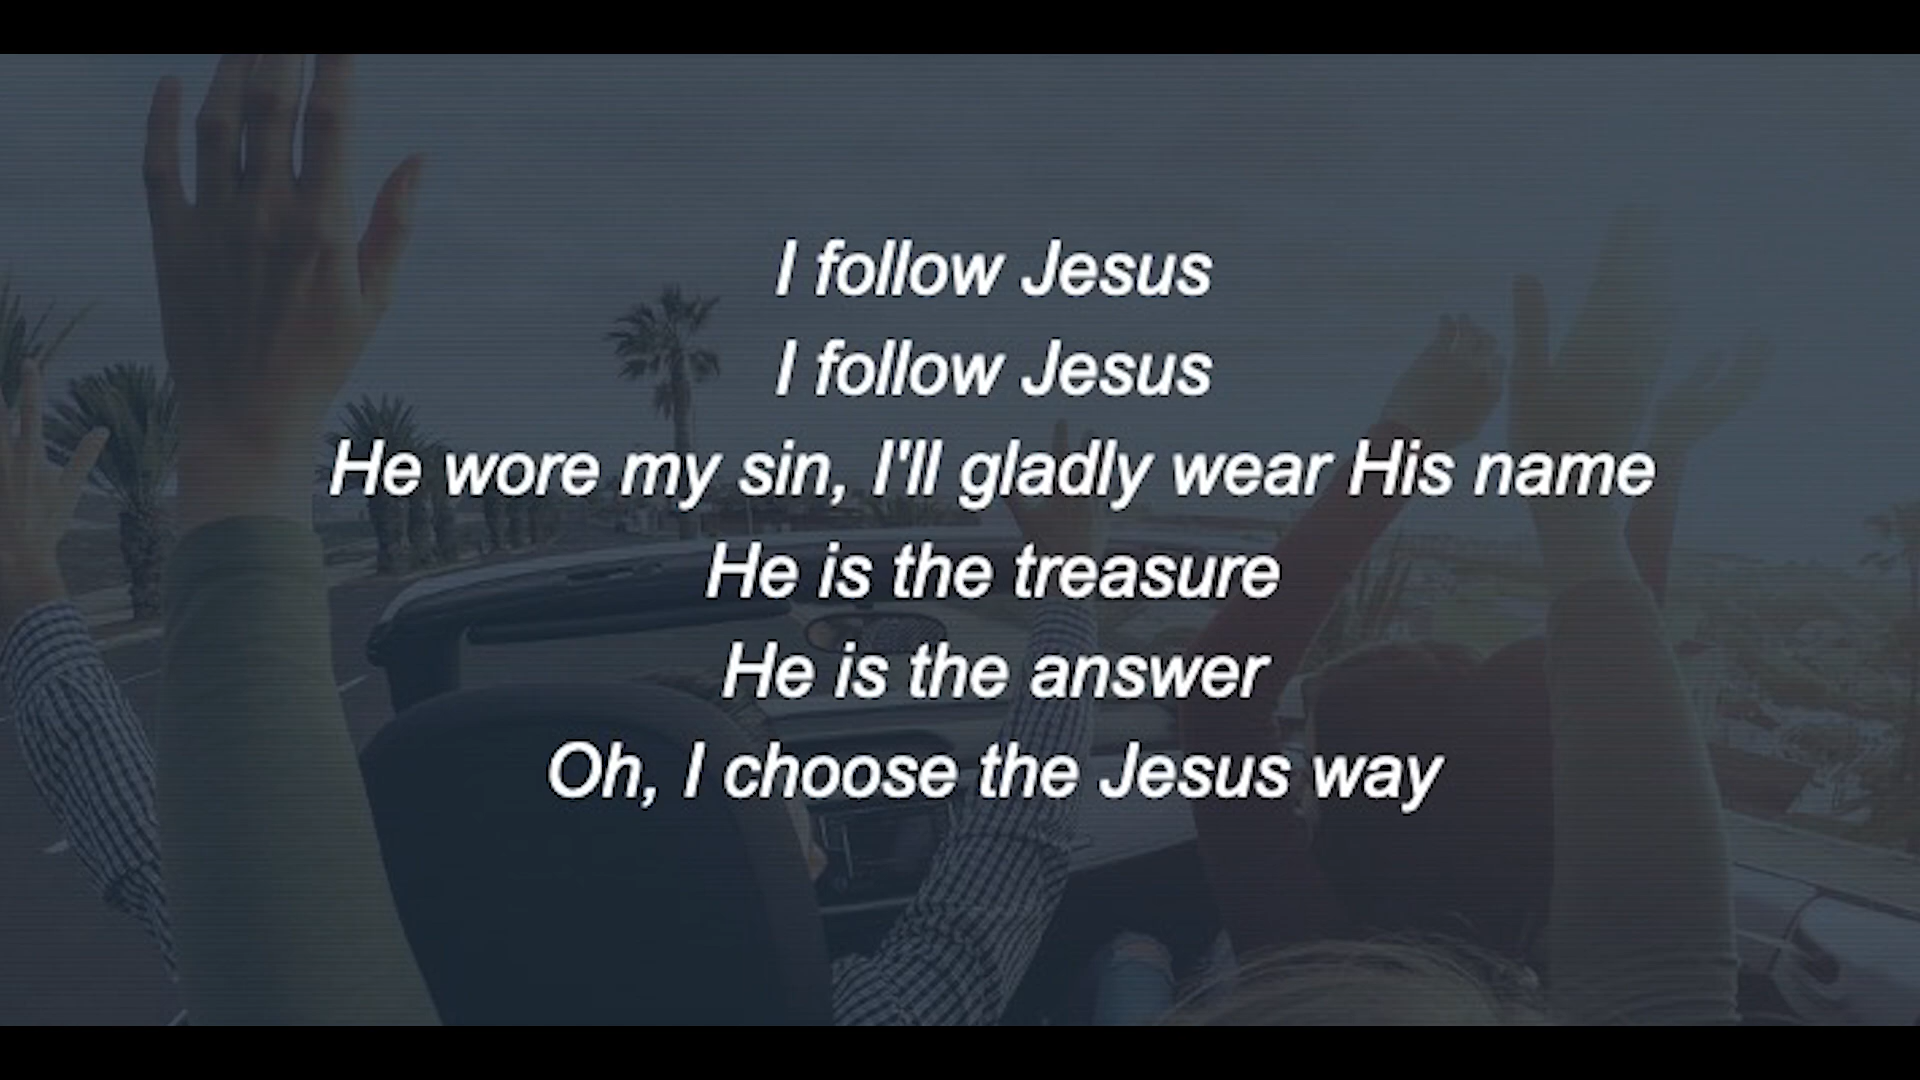 I follow Jesus
I follow Jesus
He wore my sin, I'll gladly wear His name
He is the treasure
He is the answer
Oh, I choose the Jesus way